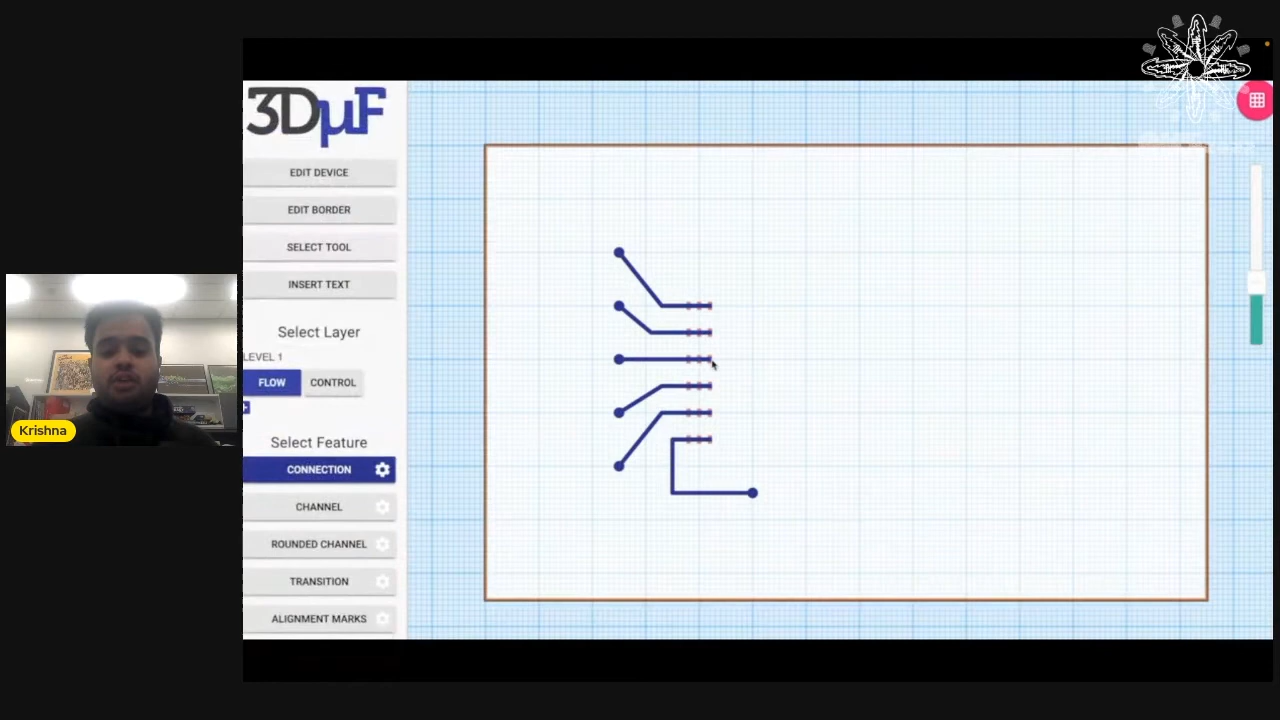 3DµF
EDIT DEVICE
EDIT BORDER
SELECT TOOL
INSERT TEXT
Select Layer
LEVEL 1
FLOW
CONTROL
Select Feature
CONNECTION
CHANNEL
ROUNDED CHANNEL
TRANSITION
ALIGNMENT MARKS
Krishna